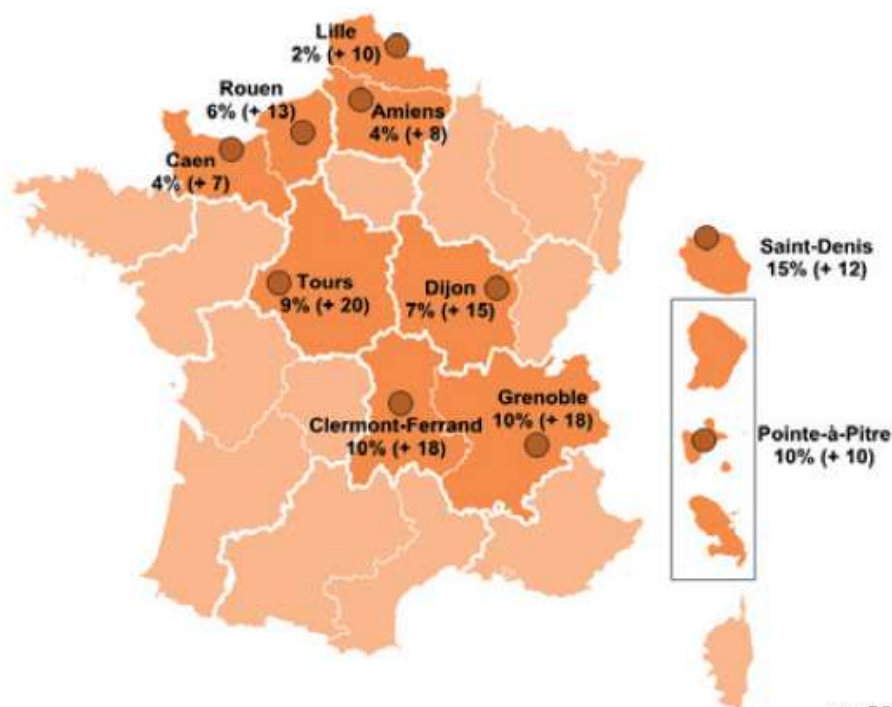 Lille
2% (+ 10)
Rouen
6% (+ 13)
Amiens
4% (+ 8)
Caen
4% (+ 7)
Tours
9% (+ 20)
Dijon
7% (+ 15)
Saint-Denis
15% (+ 12)
Grenoble
10% (+ 18)
Clermont-Ferrand
10% (+ 18)
Pointe-à-Pitre
10% (+ 10)